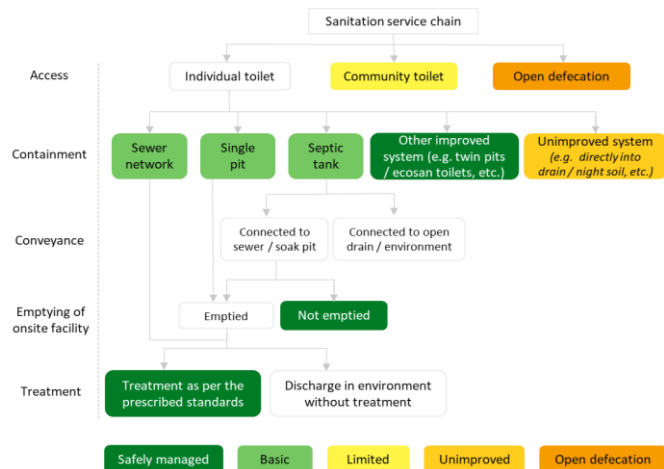 Sanitation service chain
Access
Individual toilet
Community toilet
Open defecation
Containment
Sewer
network
Single
pit
Septic
tank
Other improved
system (e.g. twin pits
/ ecosan toilets, etc.)
Unimproved system
(e.g. directly into
drain / night soil, etc.)
Conveyance
Connected to
sewer / soak pit
Connected to open
drain / environment
Emptying of
onsite facility
Emptied
Not emptied
Treatment
Treatment as per the
prescribed standards
Discharge in environment
without treatment
Safely managed
Basic
Limited
Unimproved
Open defecation